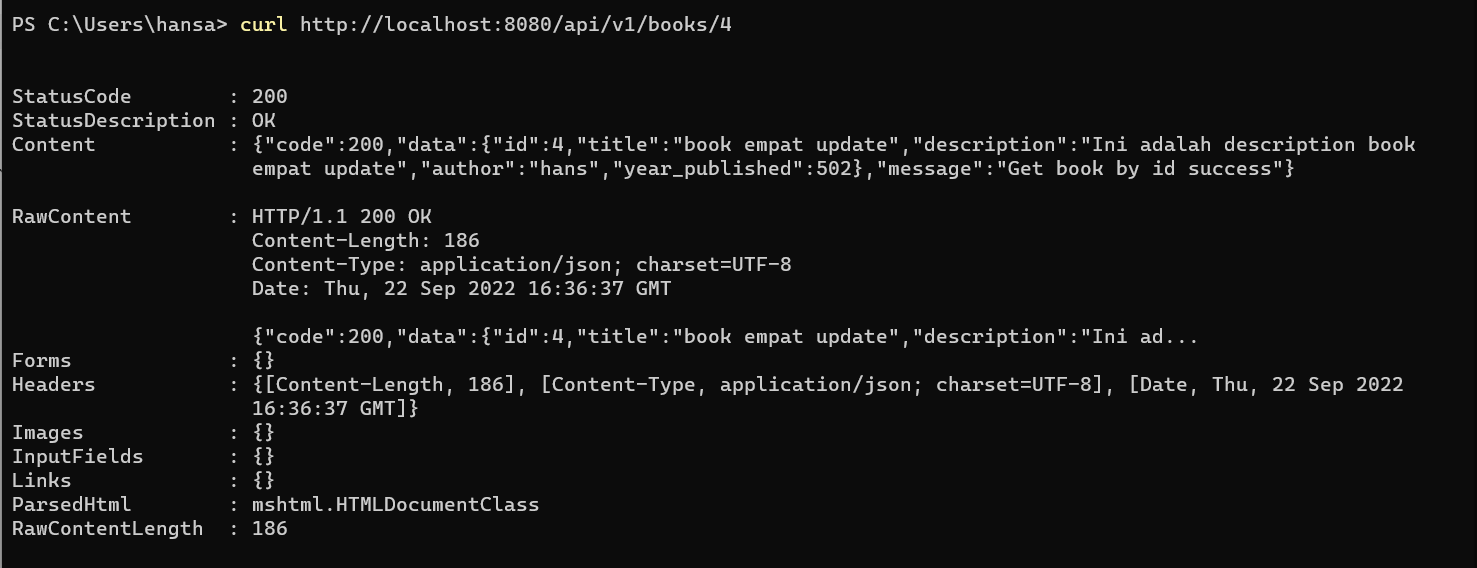 PS C:\Users\hansa> curl http://localhost:8080/api/v1/books/4
StatusCode        : 200
StatusDescription : OK
Content           : {"code":200,"data":{"id":4,"title":"book empat update","description":"Ini adalah description book
                    empat update","author":"hans","year_published":502},"message":"Get book by id success"}
RawContent        : HTTP/1.1 200 OK
                    Content-Length: 186
                    Content-Type: application/json; charset=UTF-8
                    Date: Thu, 22 Sep 2022 16:36:37 GMT
                    {"code":200,"data":{"id":4,"title":"book empat update","description":"Ini ad...
Forms             : {}
Headers           : {[Content-Length, 186], [Content-Type, application/json; charset=UTF-8], [Date, Thu, 22 Sep 2022
                    16:36:37 GMT]}
Images            : {}
InputFields       : {}
Links             : {}
ParsedHtml        : mshtml.HTMLDocumentClass
RawContentLength  : 186